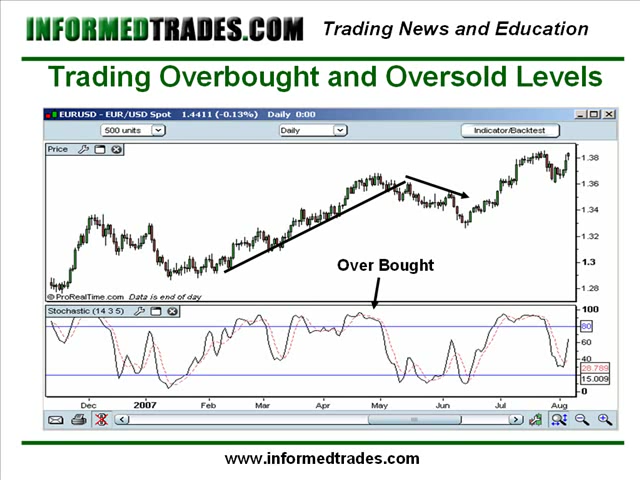 INFORMEDTRADES.COM Trading News and Education
Trading Overbought and Oversold Levels
EURUSD - EUR/USD Spot 1.4411 (-0.13%) Daily 0:00
500 units Daily Indicator/Backtest
Price
1.38
1.36
1.34
1.32
1.3
1.28
Over Bought
© ProRealTime.com Data is end of day
Stochastic (14 3 5)
100
80
60
40
28.789
15.009
Dec 2007 Feb Mar Apr May Jun Jul Aug
www.informedtrades.com